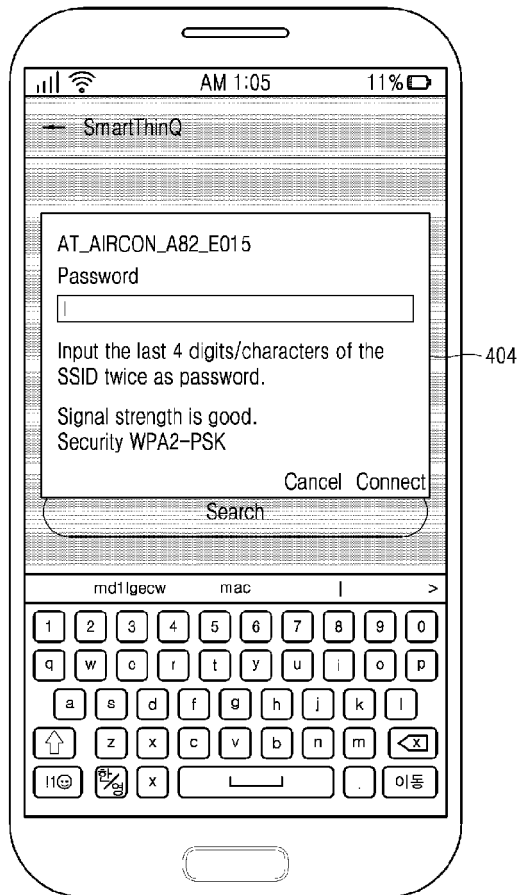 AM 1:05 11%
← SmartThinQ
AT_AIRCON_A82_E015
Password
Input the last 4 digits/characters of the
SSID twice as password.
404
Signal strength is good.
Security WPA2-PSK
Cancel Connect
Search
md1lgecw mac | >
1 2 3 4 5 6 7 8 9 0
q w c r t y u i o p
a s d f g h j k l
z x c v b n m
!1☺ 한/영 x . 이동